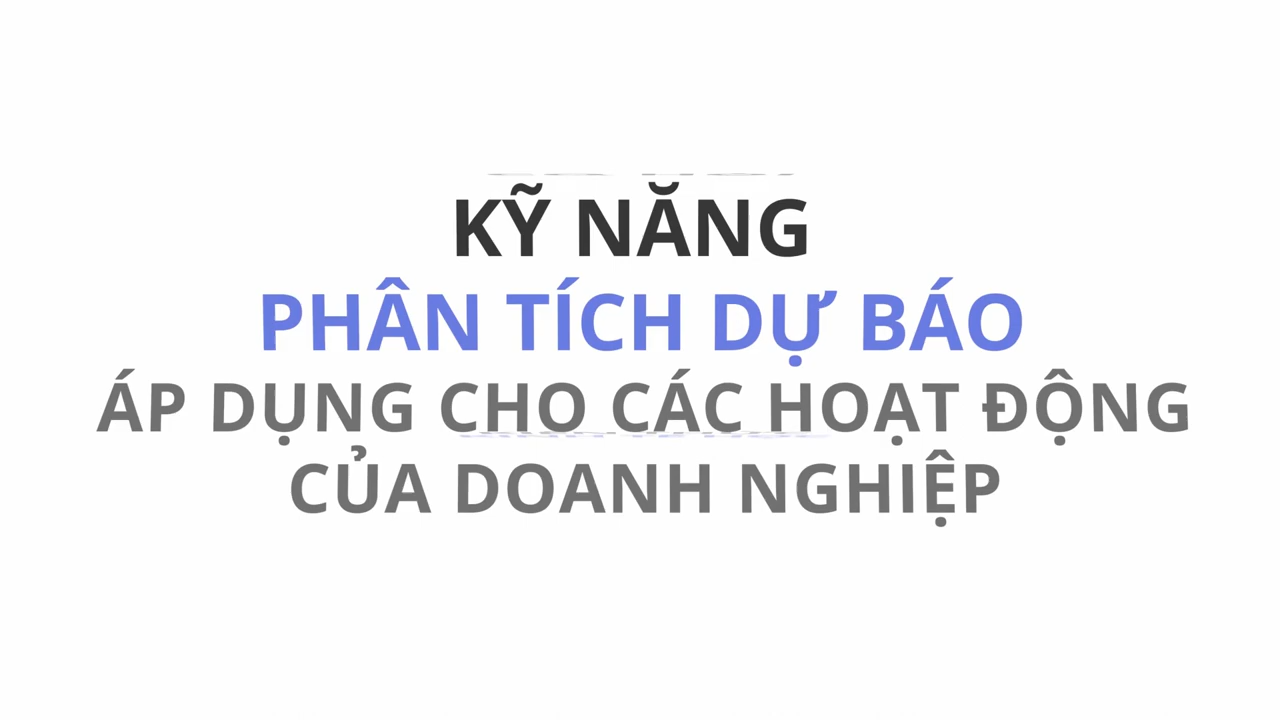 KỸ NĂNG
PHÂN TÍCH DỰ BÁO
ÁP DỤNG CHO CÁC HOẠT ĐỘNG
CỦA DOANH NGHIỆP